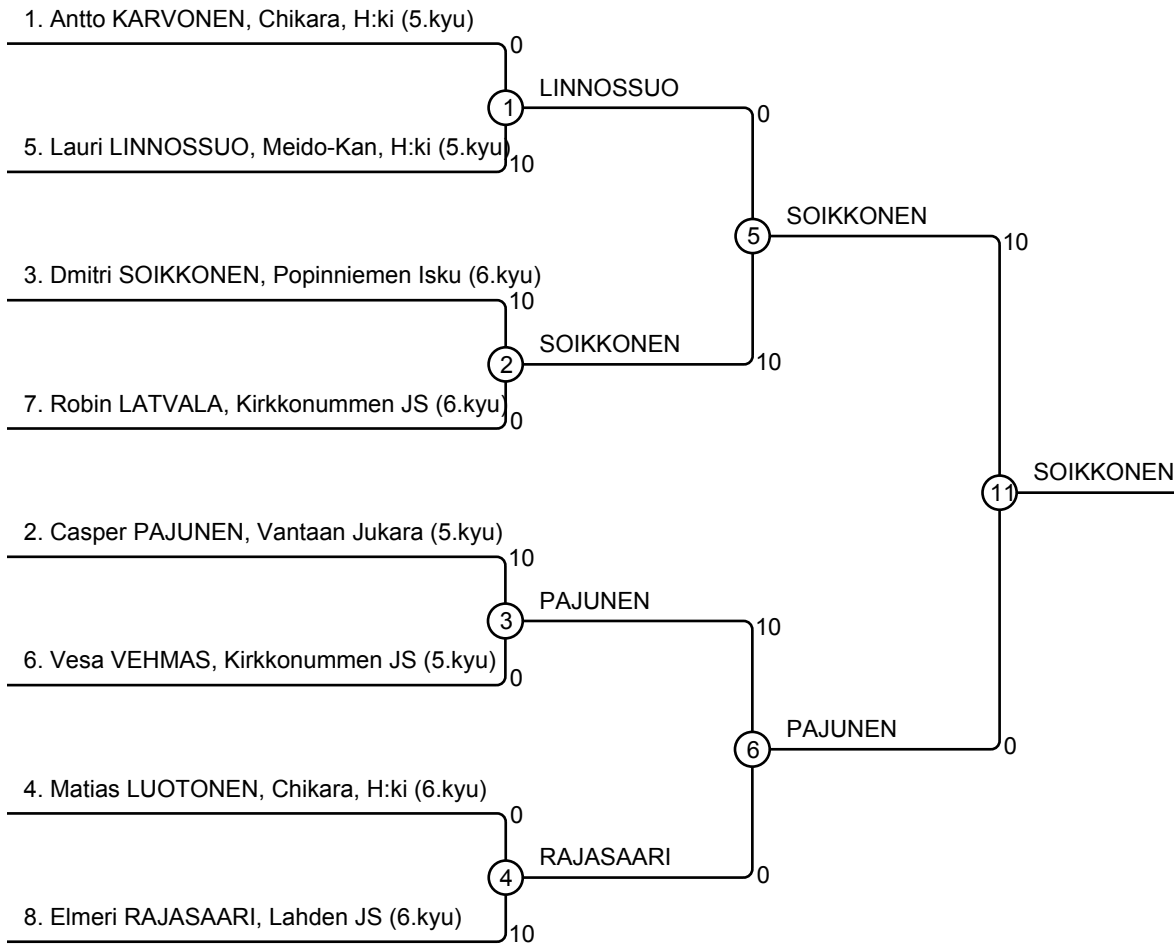 1. Antto KARVONEN, Chikara, H:ki (5.kyu)
0
1
LINNOSSUO
0
5. Lauri LINNOSSUO, Meido-Kan, H:ki (5.kyu)
10
5
SOIKKONEN
10
3. Dmitri SOIKKONEN, Popinniemen Isku (6.kyu)
10
2
SOIKKONEN
10
7. Robin LATVALA, Kirkkonummen JS (6.kyu)
0
11
SOIKKONEN
2. Casper PAJUNEN, Vantaan Jukara (5.kyu)
10
3
PAJUNEN
10
6. Vesa VEHMAS, Kirkkonummen JS (5.kyu)
0
6
PAJUNEN
0
4. Matias LUOTONEN, Chikara, H:ki (6.kyu)
0
4
RAJASAARI
0
8. Elmeri RAJASAARI, Lahden JS (6.kyu)
10